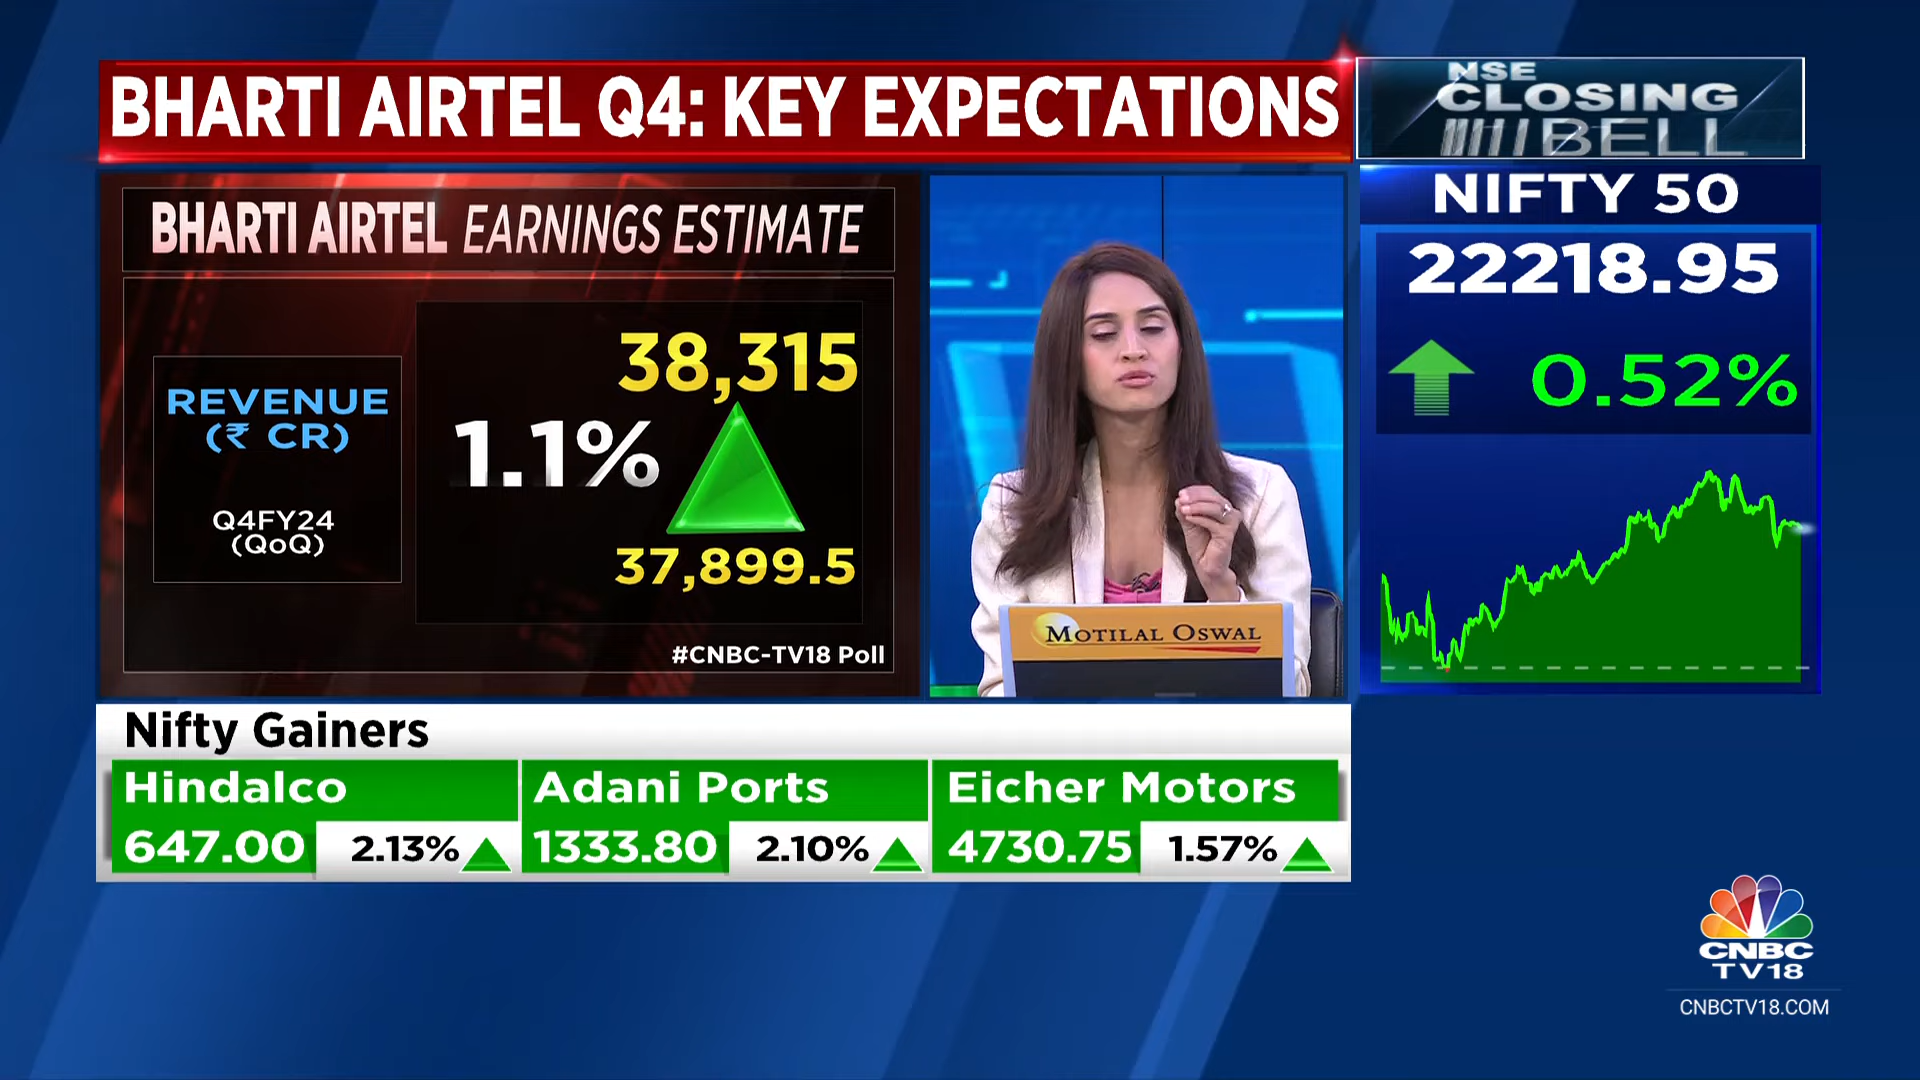 BHARTI AIRTEL Q4: KEY EXPECTATIONS
NSE
CLOSING
BELL
BHARTI AIRTEL EARNINGS ESTIMATE
REVENUE
(₹ CR)
Q4FY24
(QoQ)
38,315
1.1%
37,899.5
#CNBC-TV18 Poll
MOTILAL OSWAL
NIFTY 50
22218.95
0.52%
Nifty Gainers
Hindalco
647.00 2.13%
Adani Ports
1333.80 2.10%
Eicher Motors
4730.75 1.57%
CNBC
TV18
CNBCTV18.COM